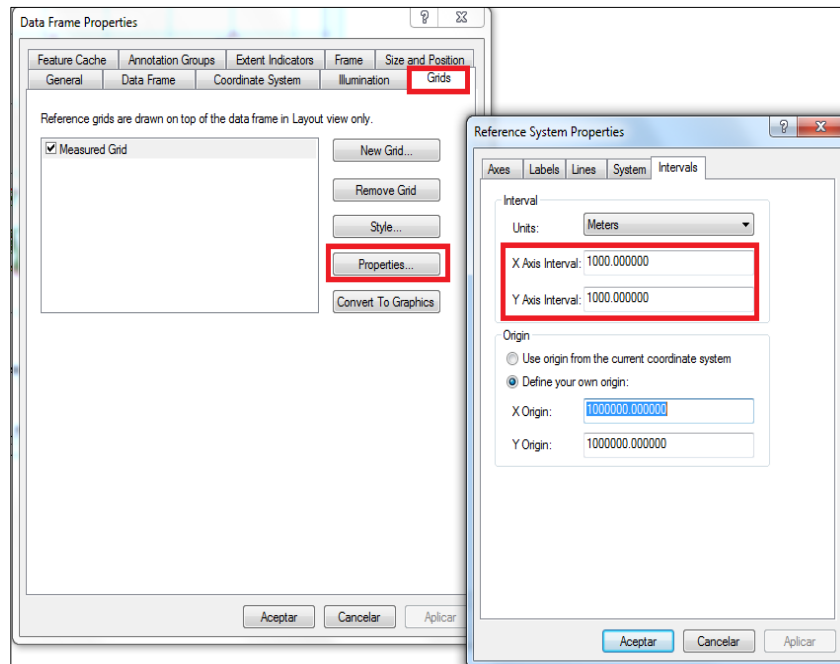 Data Frame Properties
Feature Cache Annotation Groups Extent Indicators Frame Size and Position
General Data Frame Coordinate System Illumination Grids
Reference grids are drawn on top of the data frame in Layout view only.
Measured Grid
New Grid...
Remove Grid
Style...
Properties...
Convert To Graphics
Aceptar Cancelar Aplicar
Reference System Properties
Axes Labels Lines System Intervals
Interval
Units: Meters
X Axis Interval: 1000.000000
Y Axis Interval: 1000.000000
Origin
Use origin from the current coordinate system
Define your own origin:
X Origin: 1000000.000000
Y Origin: 1000000.000000
Aceptar Cancelar Aplicar